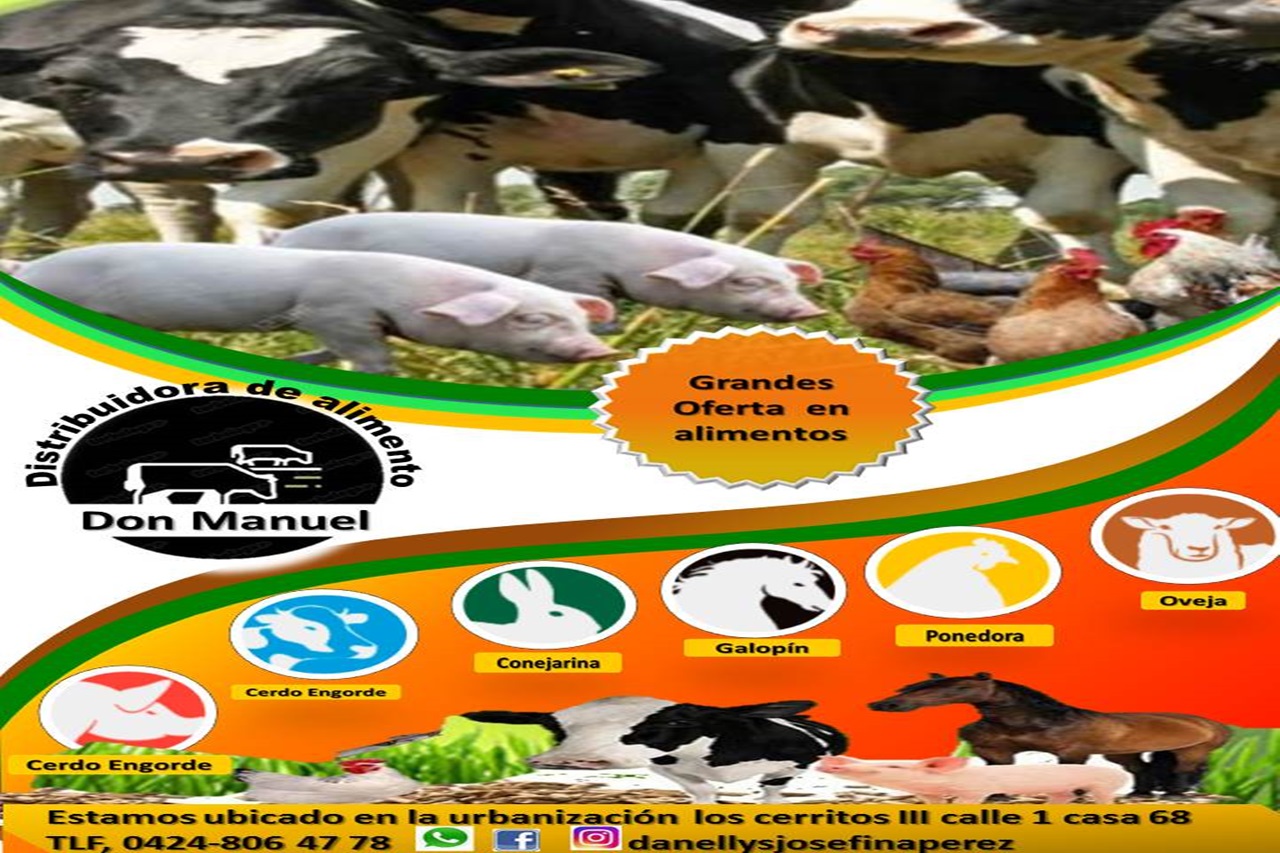 Grandes
Oferta en
alimentos
Distribuidora de alimento
Don Manuel
Oveja
Ponedora
Galopín
Conejarina
Cerdo Engorde
Cerdo Engorde
Estamos ubicado en la urbanización los cerritos III calle 1 casa 68
TLF, 0424-806 47 78 danellysjosefinaperez